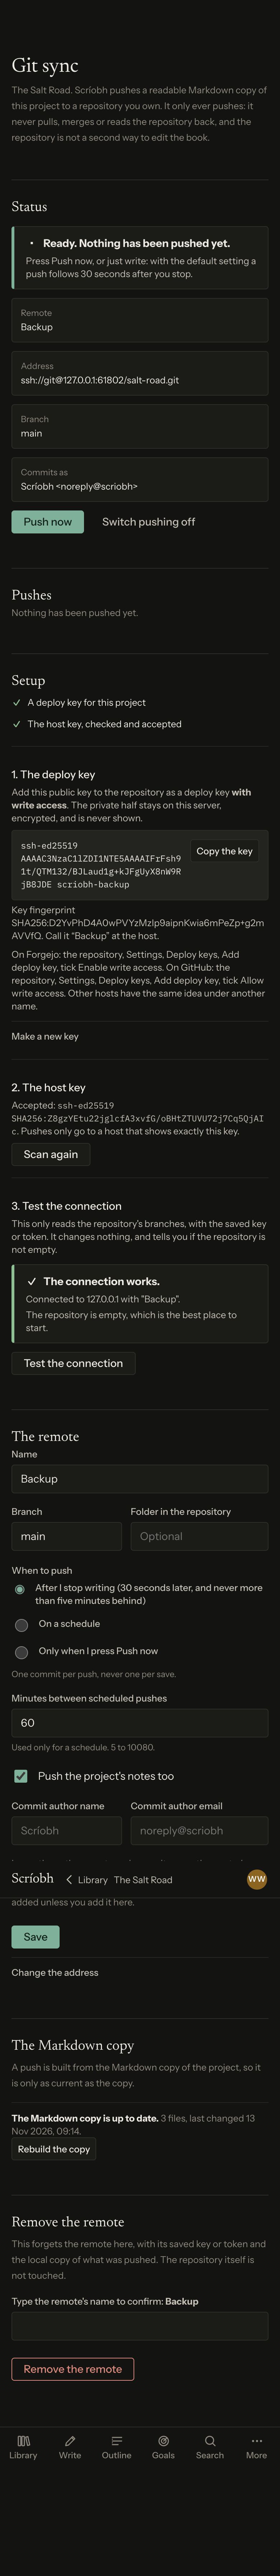 Git sync
The Salt Road. Scríobh pushes a readable Markdown copy of
this project to a repository you own. It only ever pushes: it
never pulls, merges or reads the repository back, and the
repository is not a second way to edit the book.
Status
Ready. Nothing has been pushed yet.
Press Push now, or just write: with the default setting a
push follows 30 seconds after you stop.
Remote
Backup
Address
ssh://git@127.0.0.1:61802/salt-road.git
Branch
main
Commits as
Scríobh <noreply@scriobh>
Push now Switch pushing off
Pushes
Nothing has been pushed yet.
Setup
A deploy key for this project
The host key, checked and accepted
1. The deploy key
Add this public key to the repository as a deploy key with
write access. The private half stays on this server,
encrypted, and is never shown.
ssh-ed25519
AAAAC3NzaC1lZDI1NTE5AAAAIFrFsh9
1t/QTM132/BJLaud1g+kJFgUyX8nW9R
jB8JDE scriobh-backup
Copy the key
Key fingerprint
SHA256:D2YvPhD4A0wPVYzMzIp9aipnKwia6mPeZp+g2m
AVVfQ. Call it “Backup” at the host.
On Forgejo: the repository, Settings, Deploy keys, Add
deploy key, tick Enable write access. On GitHub: the
repository, Settings, Deploy keys, Add deploy key, tick Allow
write access. Other hosts have the same idea under another
name.
Make a new key
2. The host key
Accepted: ssh-ed25519
SHA256:Z8gzYEtu22jglcfA3xvfG/oBHtZTUVU72j7Cq5QjAI
c. Pushes only go to a host that shows exactly this key.
Scan again
3. Test the connection
This only reads the repository's branches, with the saved key
or token. It changes nothing, and tells you if the repository is
not empty.
The connection works.
Connected to 127.0.0.1 with "Backup".
The repository is empty, which is the best place to
start.
Test the connection
The remote
Name
Backup
Branch Folder in the repository
main Optional
When to push
After I stop writing (30 seconds later, and never more
than five minutes behind)
On a schedule
Only when I press Push now
One commit per push, never one per save.
Minutes between scheduled pushes
60
Used only for a schedule. 5 to 10080.
Push the project's notes too
Commit author name Commit author email
Scríobh noreply@scriobh
Scríobh Library The Salt Road WW
added unless you add it here.
Save
Change the address
The Markdown copy
A push is built from the Markdown copy of the project, so it
is only as current as the copy.
The Markdown copy is up to date. 3 files, last changed 13
Nov 2026, 09:14.
Rebuild the copy
Remove the remote
This forgets the remote here, with its saved key or token and
the local copy of what was pushed. The repository itself is
not touched.
Type the remote's name to confirm: Backup
Remove the remote
Library Write Outline Goals Search More